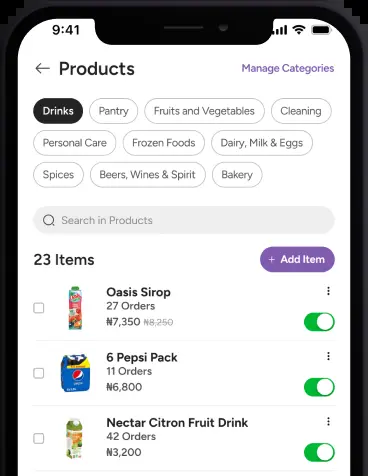 9:41
Products
Manage Categories
Drinks Pantry Fruits and Vegetables Cleaning
Personal Care Frozen Foods Dairy, Milk & Eggs
Spices Beers, Wines & Spirit Bakery
Search in Products
23 Items
+ Add Item
Oasis Sirop
27 Orders
₦7,350 ₦8,250
6 Pepsi Pack
11 Orders
₦6,800
Nectar Citron Fruit Drink
42 Orders
₦3,200